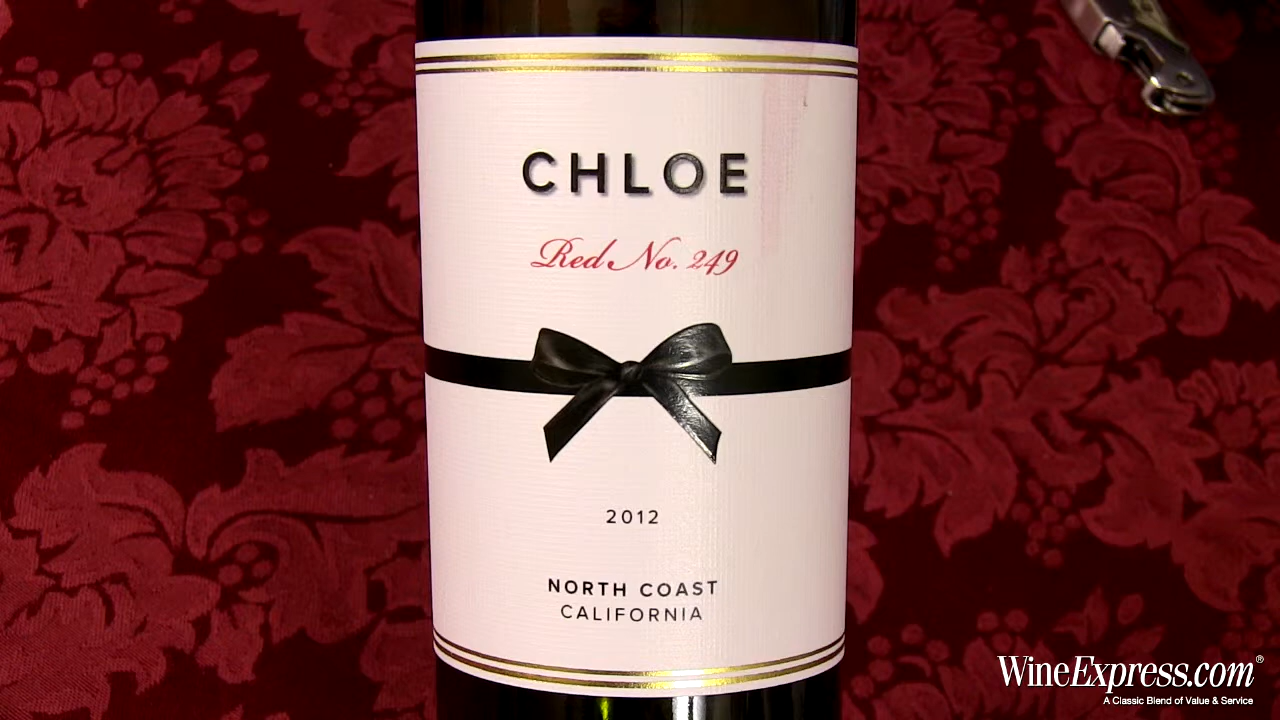 CHLOE
Red No. 249
2012
NORTH COAST
CALIFORNIA
WineExpress.com®
A Classic Blend of Value & Service